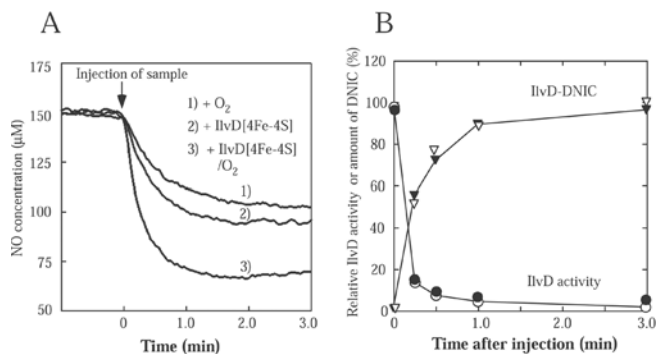 A
B
175
150
125
100
75
50
NO concentration (µM)
Injection of sample
1) + O2
2) + IlvD[4Fe-4S]
3) + IlvD[4Fe-4S]
/O2
1)
2)
3)
0
1.0
2.0
3.0
Time (min)
120
100
80
60
40
20
0
Relative IlvD activity or amount of DNIC (%)
IlvD-DNIC
IlvD activity
0
1.0
2.0
3.0
Time after injection (min)